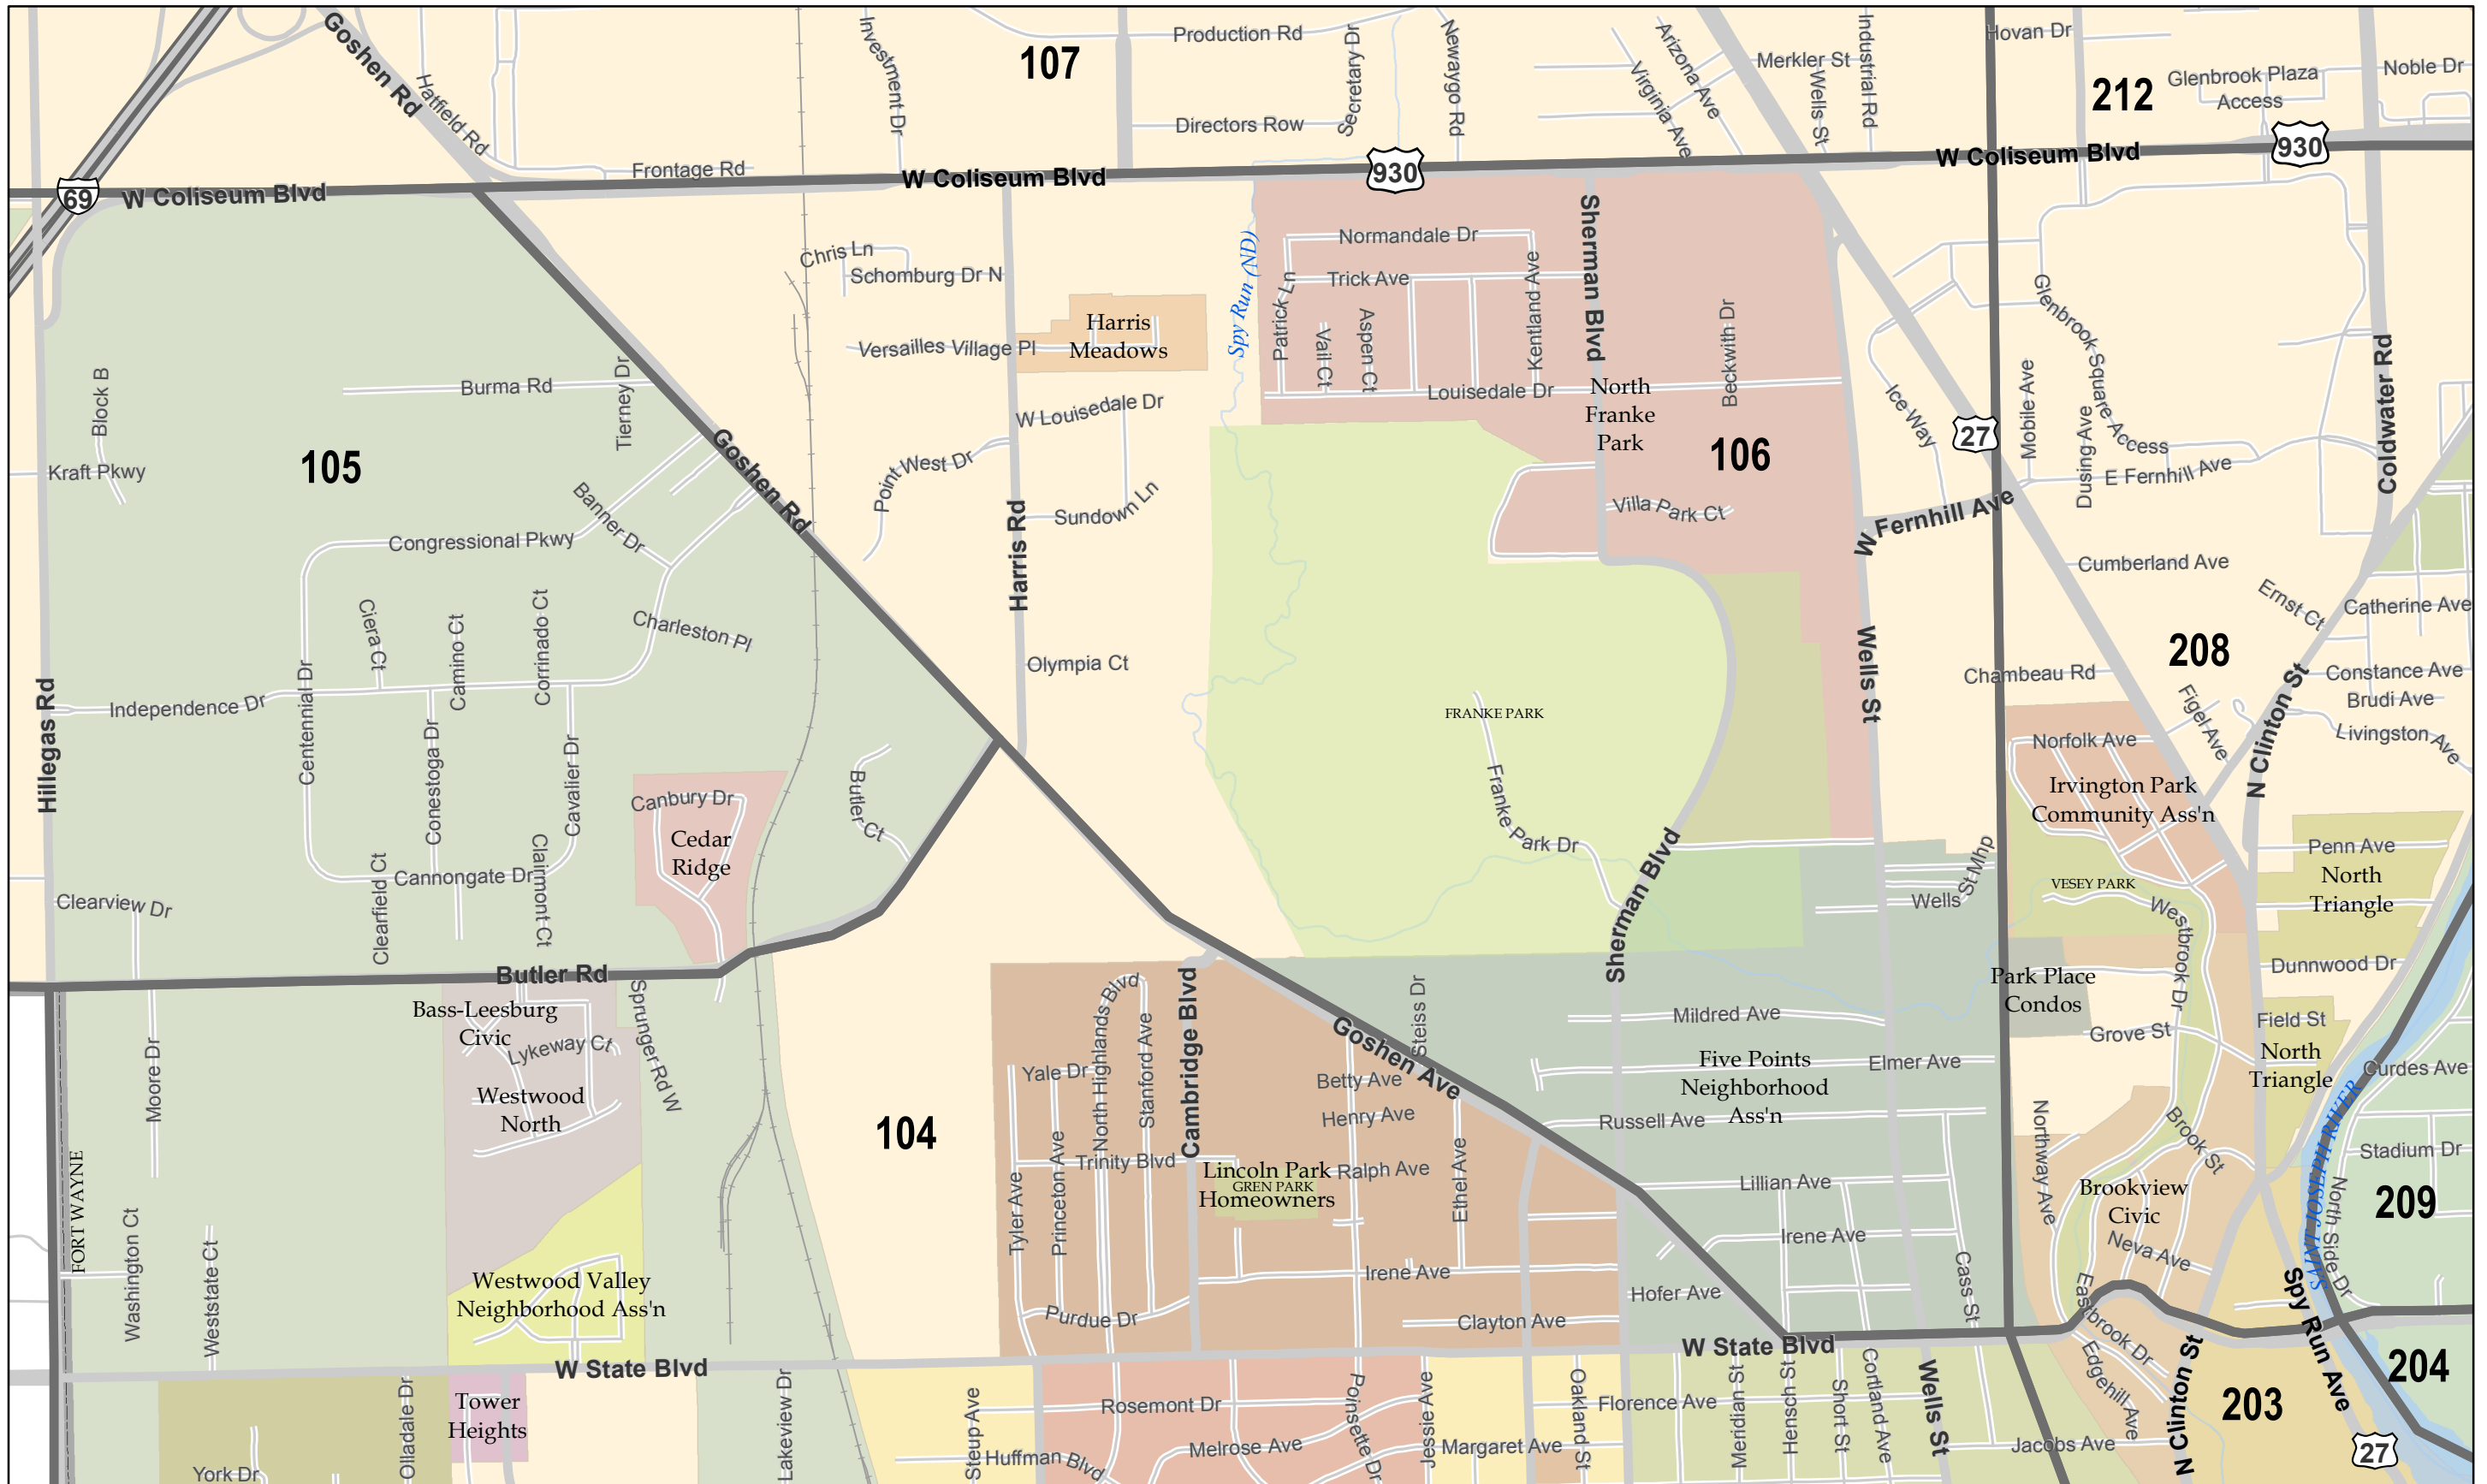 Goshen Rd
Hatfield Rd
Investment Dr
107
Production Rd
Secretary Dr
Newaygo Rd
Directors Row
Virginia Ave
Arizona Ave
Merkler St
Wells St
Industrial Rd
Hovan Dr
212
Glenbrook Plaza
Access
Noble Dr
69
W Coliseum Blvd
Frontage Rd
W Coliseum Blvd
930
W Coliseum Blvd
930
Chris Ln
Schomburg Dr N
Versailles Village Pl
Harris
Meadows
Spy Run (ND)
Normandale Dr
Trick Ave
Patrick Ln
Vail Ct
Aspen Ct
Kentland Ave
Sherman Blvd
Louisedale Dr
Beckwith Dr
North
Franke
Park
106
Villa Park Ct
Ice Way
27
Mobile Ave
Dusing Ave
Glenbrook Square Access
E Fernhill Ave
Coldwater Rd
W Fernhill Ave
Block B
Kraft Pkwy
105
Burma Rd
Tierney Dr
Banner Dr
Goshen Rd
Congressional Pkwy
Charleston Pl
Ciera Ct
Camino Ct
Corrinado Ct
Centennial Dr
Independence Dr
Hillegas Rd
Conestoga Dr
Cavalier Dr
Clearfield Ct
Cannongate Dr
Clairmont Ct
Clearview Dr
Canbury Dr
Cedar
Ridge
Butler Ct
W Louisedale Dr
Point West Dr
Sundown Ln
Harris Rd
Olympia Ct
FRANKE PARK
Franke Park Dr
Sherman Blvd
Wells St
Cumberland Ave
Ernst Ct
Catherine Ave
208
Chambeau Rd
Figel Ave
N Clinton St
Constance Ave
Brudi Ave
Livingston Ave
Norfolk Ave
Irvington Park
Community Ass'n
VESEY PARK
Penn Ave
North
Triangle
Wells St Mhp
Westbrook Dr
Dunnwood Dr
Park Place
Condos
Grove St
Field St
North
Triangle
Curdes Ave
SAINT JOSEPH RIVER
Butler Rd
Bass-Leesburg
Civic
Lykeway Ct
Sprunger Rd W
Westwood
North
Moore Dr
FORT WAYNE
Washington Ct
Weststate Ct
Westwood Valley
Neighborhood Ass'n
W State Blvd
104
Yale Dr
North Highlands Blvd
Stanford Ave
Cambridge Blvd
Tyler Ave
Princeton Ave
Trinity Blvd
Purdue Dr
Goshen Ave
Steiss Dr
Betty Ave
Henry Ave
Lincoln Park
GREN PARK
Homeowners
Ralph Ave
Ethel Ave
Irene Ave
Clayton Ave
Mildred Ave
Five Points
Neighborhood
Ass'n
Elmer Ave
Russell Ave
Lillian Ave
Irene Ave
Hofer Ave
Cass St
W State Blvd
Northway Ave
Brook St
Brookview
Civic
Neva Ave
Eastbrook Dr
Edgehill Ave
Stadium Dr
209
North Side Dr
Spy Run Ave
204
203
N Clinton St
27
Tower
Heights
Olladale Dr
York Dr
Lakeview Dr
Steup Ave
Huffman Blvd
Rosemont Dr
Melrose Ave
Poinsette Dr
Jessie Ave
Margaret Ave
Oakland St
Florence Ave
Meridian St
Hensch St
Short St
Cortland Ave
Wells St
Jacobs Ave